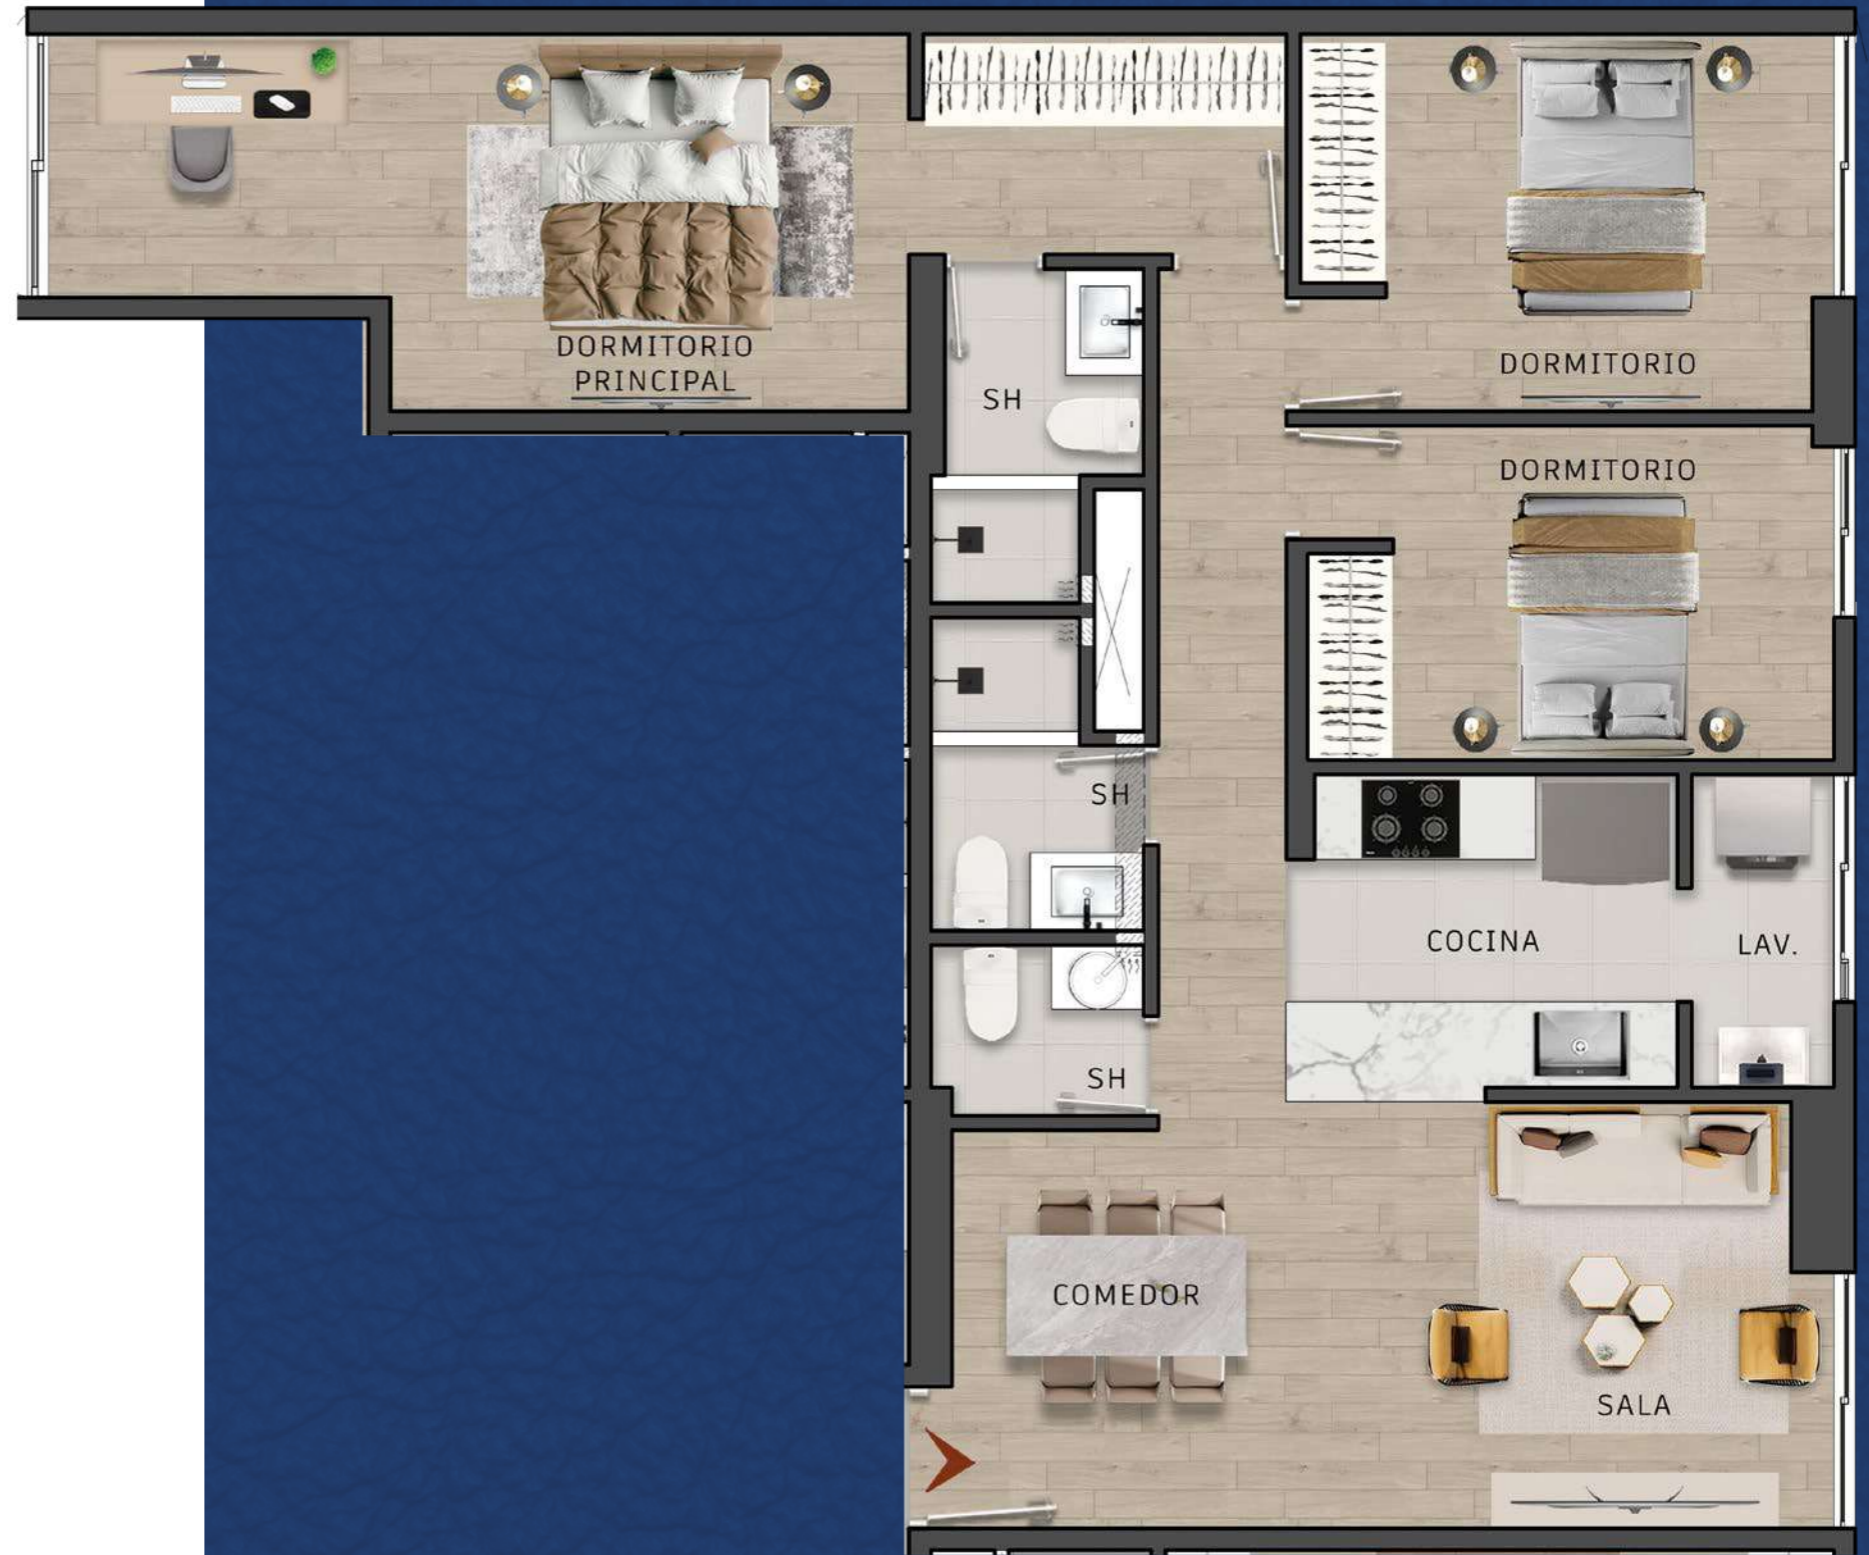 DORMITORIO
PRINCIPAL
SH
DORMITORIO
DORMITORIO
SH
COCINA
LAV.
SH
COMEDOR
SALA